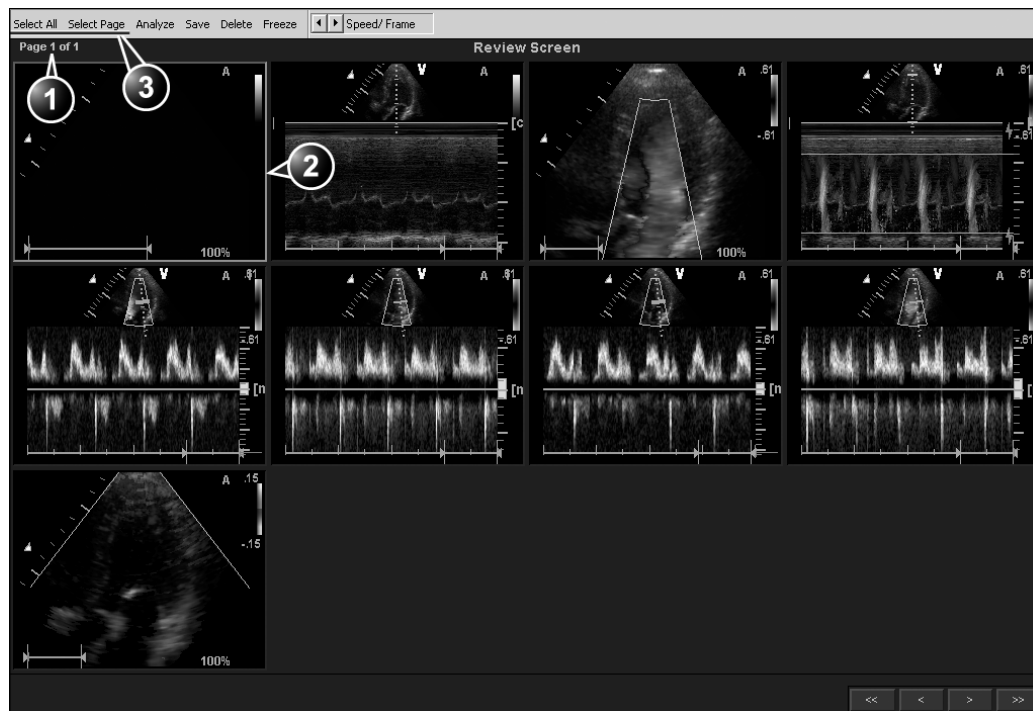 Select All Select Page Analyze Save Delete Freeze Speed/ Frame
Page 1 of 1 Review Screen
1 3 2
A V A A .61 V A .61
[c -.61 -.61
100% 100%
V A .61 V A .61 V A .61 V A .61
-.61 -.61 -.61 -.61
[n [n [n [n
A .15
-.15
100%
<< < > >>